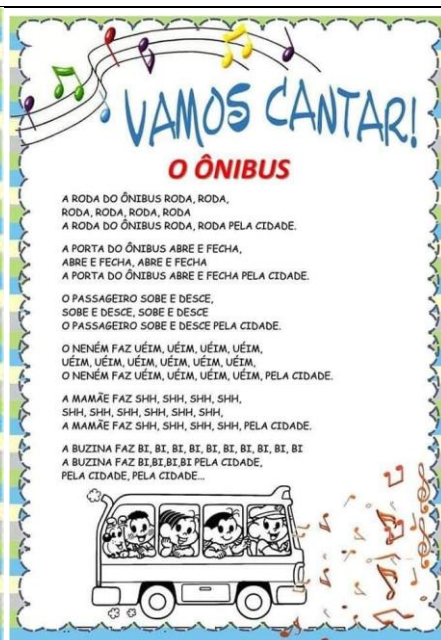 VAMOS CANTAR!
O ÔNIBUS
A RODA DO ÔNIBUS RODA, RODA,
RODA, RODA, RODA, RODA
A RODA DO ÔNIBUS RODA, RODA PELA CIDADE.
A PORTA DO ÔNIBUS ABRE E FECHA,
ABRE E FECHA, ABRE E FECHA
A PORTA DO ÔNIBUS ABRE E FECHA PELA CIDADE.
O PASSAGEIRO SOBE E DESCE,
SOBE E DESCE, SOBE E DESCE
O PASSAGEIRO SOBE E DESCE PELA CIDADE.
O NENÉM FAZ UÉIM, UÉIM, UÉIM, UÉIM,
UÉIM, UÉIM, UÉIM, UÉIM, UÉIM, UÉIM,
O NENÉM FAZ UÉIM, UÉIM, UÉIM, UÉIM, PELA CIDADE.
A MAMÃE FAZ SHH, SHH, SHH, SHH,
SHH, SHH, SHH, SHH, SHH, SHH,
A MAMÃE FAZ SHH, SHH, SHH, SHH, PELA CIDADE.
A BUZINA FAZ BI, BI, BI, BI, BI, BI, BI, BI, BI, BI
A BUZINA FAZ BI,BI,BI,BI PELA CIDADE,
PELA CIDADE, PELA CIDADE...